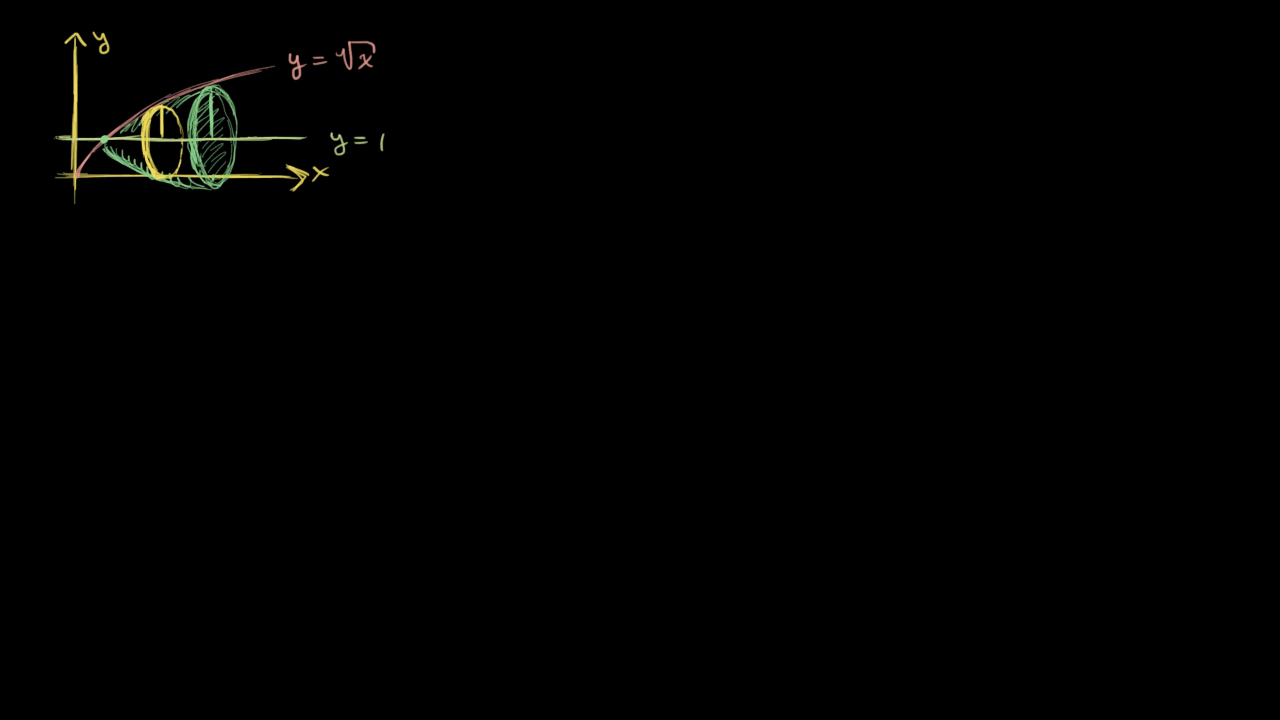 y
y = √x
y = 1
x